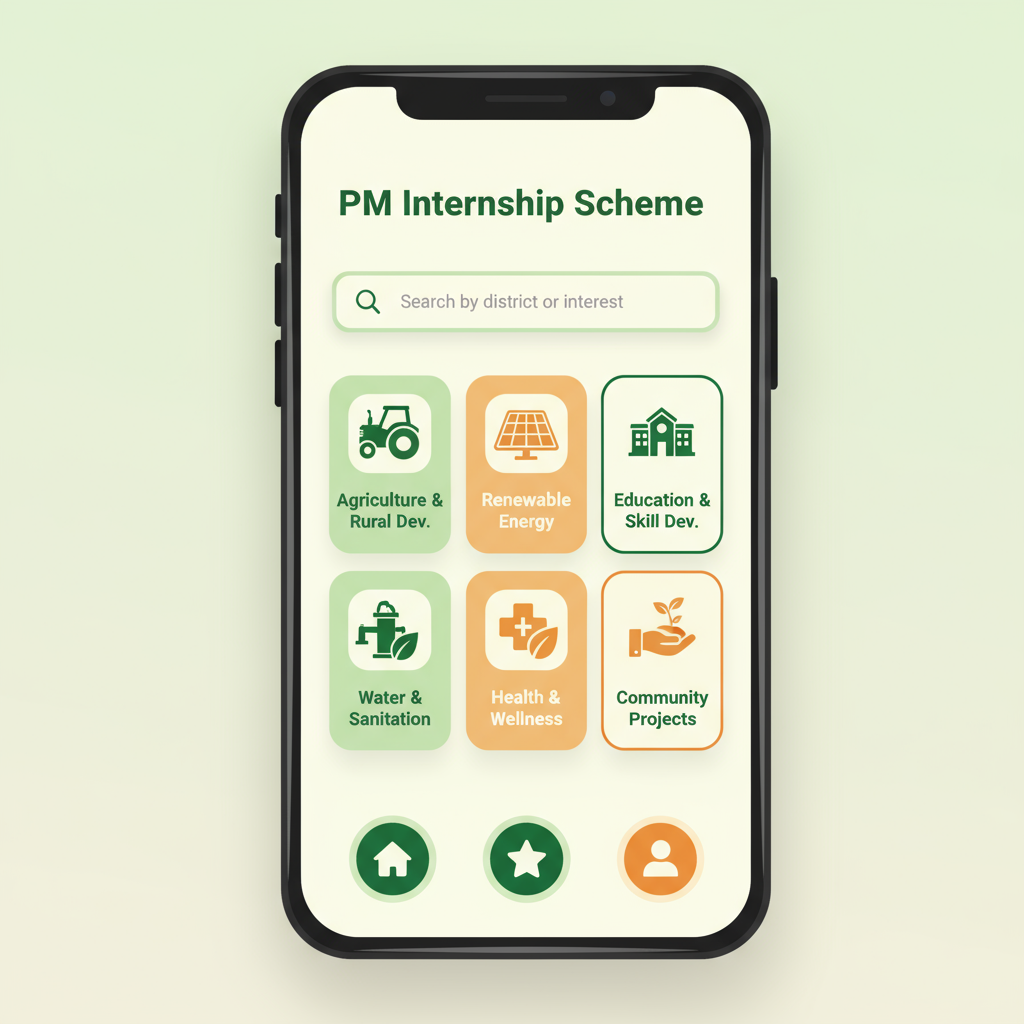 PM Internship Scheme
Search by district or interest
Agriculture &
Rural Dev.
Renewable
Energy
Education &
Skill Dev.
Water &
Sanitation
Health &
Wellness
Community
Projects